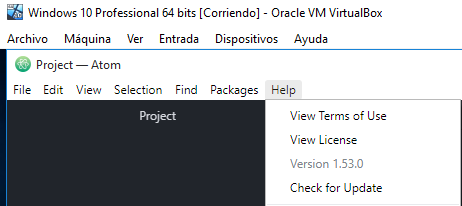 Windows 10 Professional 64 bits [Corriendo] - Oracle VM VirtualBox
Archivo Máquina Ver Entrada Dispositivos Ayuda
Project — Atom
File Edit View Selection Find Packages Help
Project
View Terms of Use
View License
Version 1.53.0
Check for Update